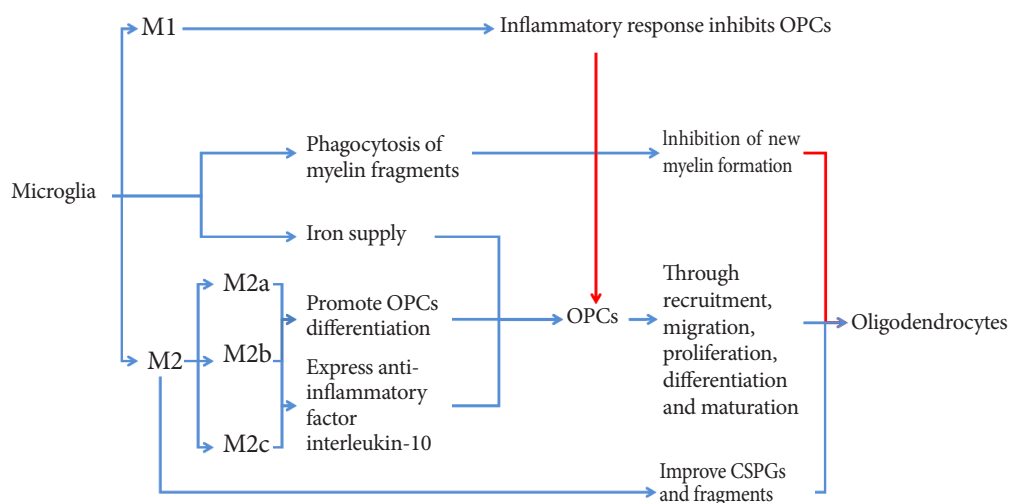 M1
Inflammatory response inhibits OPCs
Phagocytosis of
myelin fragments
Inhibition of new
myelin formation
Microglia
Iron supply
M2a
Promote OPCs
differentiation
M2b
M2
Express anti-
inflammatory
factor
interleukin-10
M2c
OPCs
Through
recruitment,
migration,
proliferation,
differentiation
and maturation
Oligodendrocytes
Improve CSPGs
and fragments